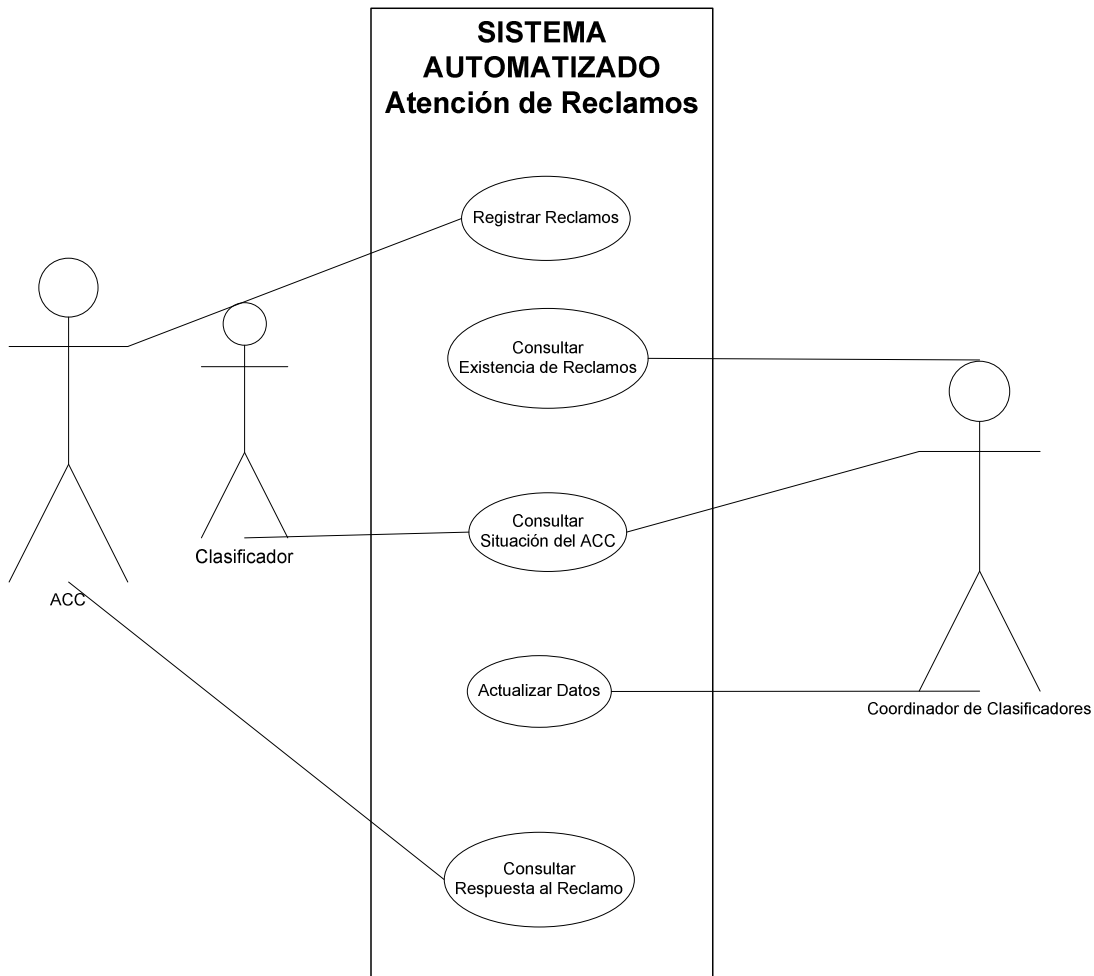 SISTEMA
AUTOMATIZADO
Atención de Reclamos
Registrar Reclamos
Consultar
Existencia de Reclamos
Consultar
Situación del ACC
Clasificador
ACC
Actualizar Datos
Coordinador de Clasificadores
Consultar
Respuesta al Reclamo